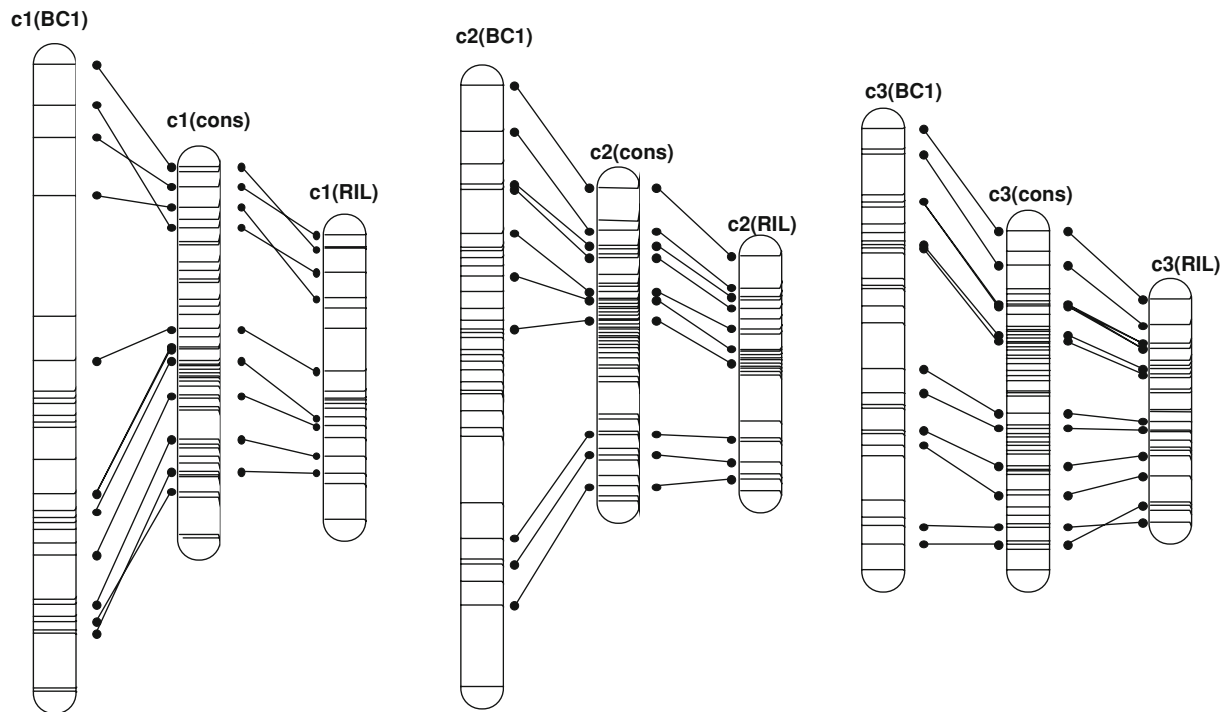 c1(BC1)
c1(cons)
c1(RIL)
c2(BC1)
c2(cons)
c2(RIL)
c3(BC1)
c3(cons)
c3(RIL)